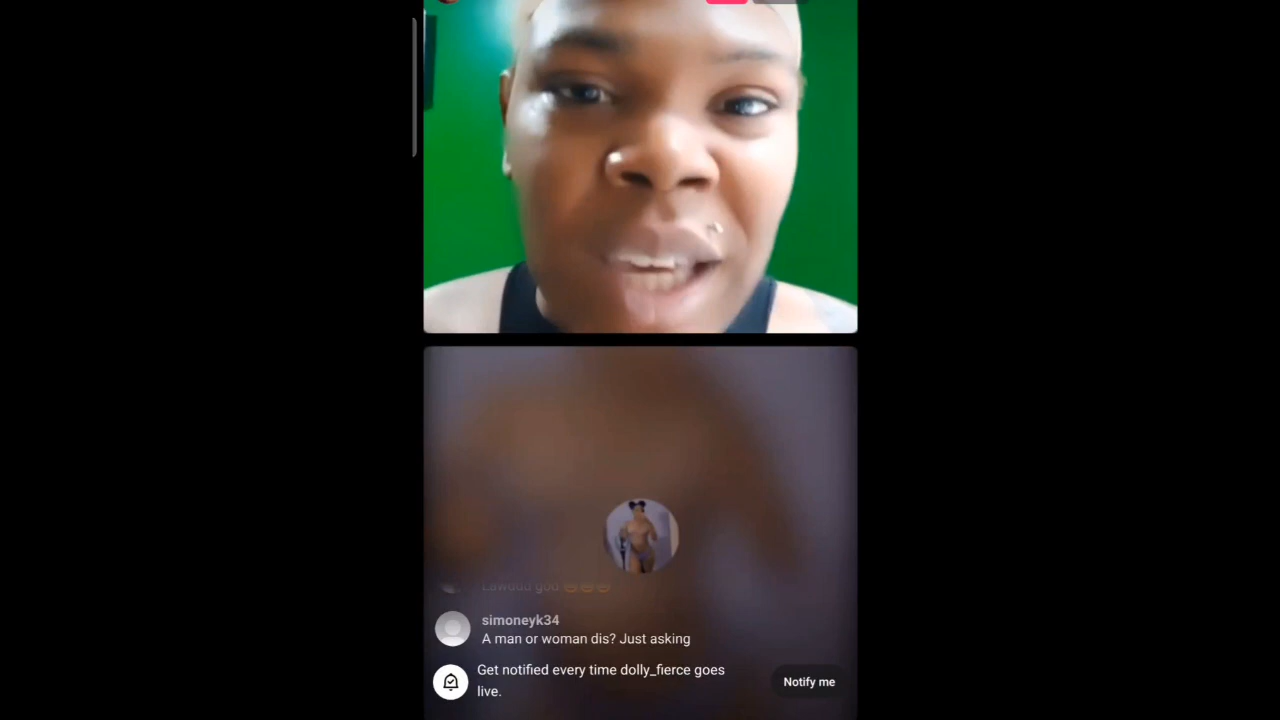 simoneyk34
A man or woman dis? Just asking
Get notified every time dolly_fierce goes
live.
Notify me